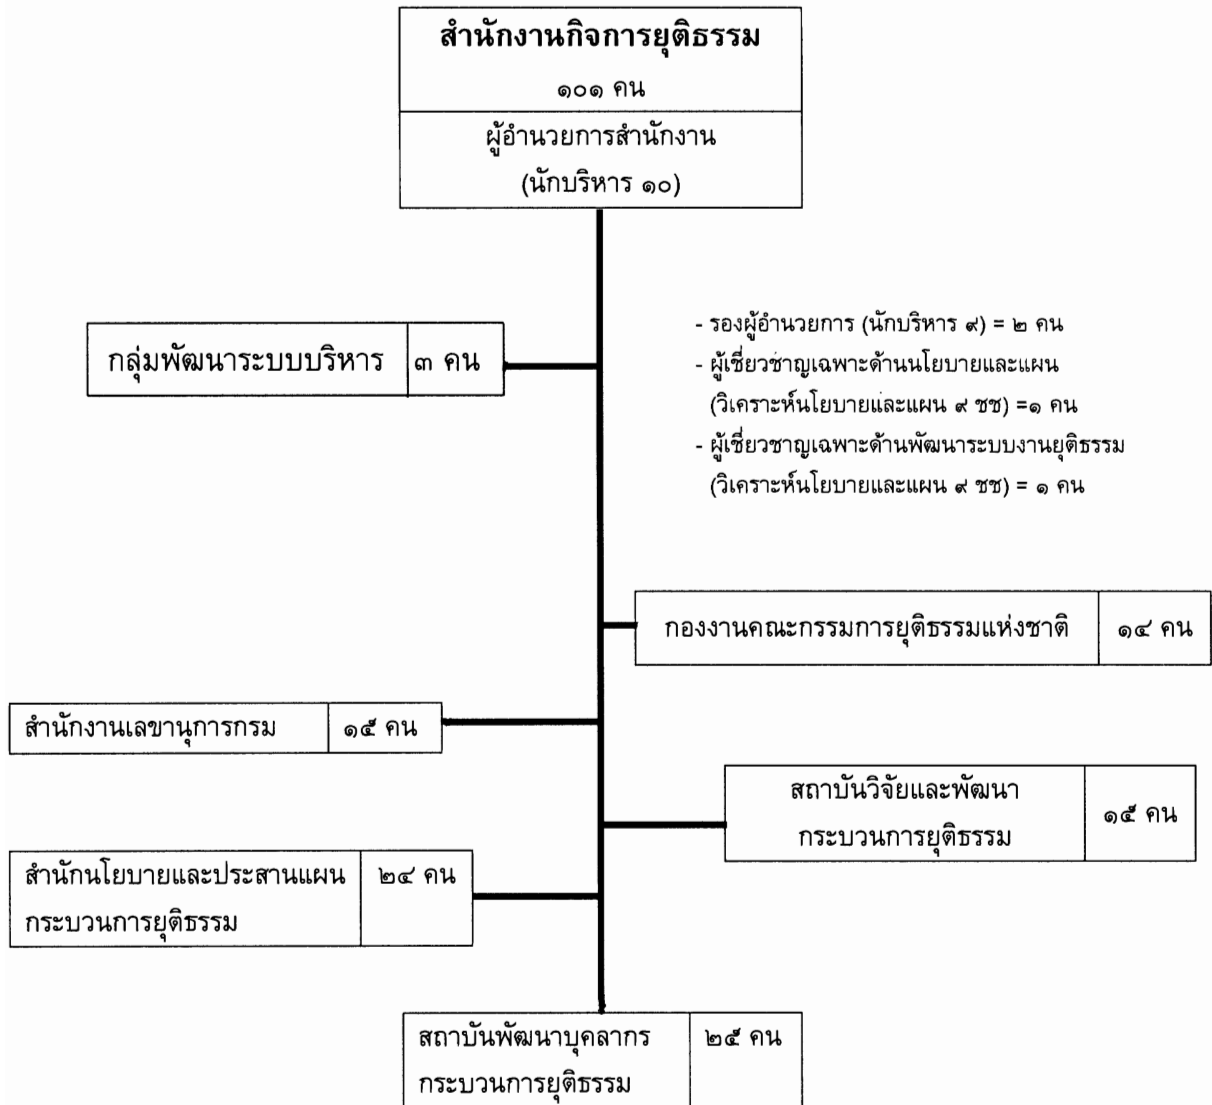 สำนักงานกิจการยุติธรรม
๑๐๑ คน
ผู้อำนวยการสำนักงาน
(นักบริหาร ๑๐)
กลุ่มพัฒนาระบบบริหาร ๓ คน
- รองผู้อำนวยการ (นักบริหาร ๙) = ๒ คน
- ผู้เชี่ยวชาญเฉพาะด้านนโยบายและแผน
(วิเคราะห์นโยบายและแผน ๙ ชช) =๑ คน
- ผู้เชี่ยวชาญเฉพาะด้านพัฒนาระบบงานยุติธรรม
(วิเคราะห์นโยบายและแผน ๙ ชช) = ๑ คน
กองงานคณะกรรมการยุติธรรมแห่งชาติ ๑๔ คน
สำนักงานเลขานุการกรม ๑๕ คน
สถาบันวิจัยและพัฒนา
กระบวนการยุติธรรม ๑๕ คน
สำนักนโยบายและประสานแผน ๒๔ คน
กระบวนการยุติธรรม
สถาบันพัฒนาบุคลากร ๒๕ คน
กระบวนการยุติธรรม